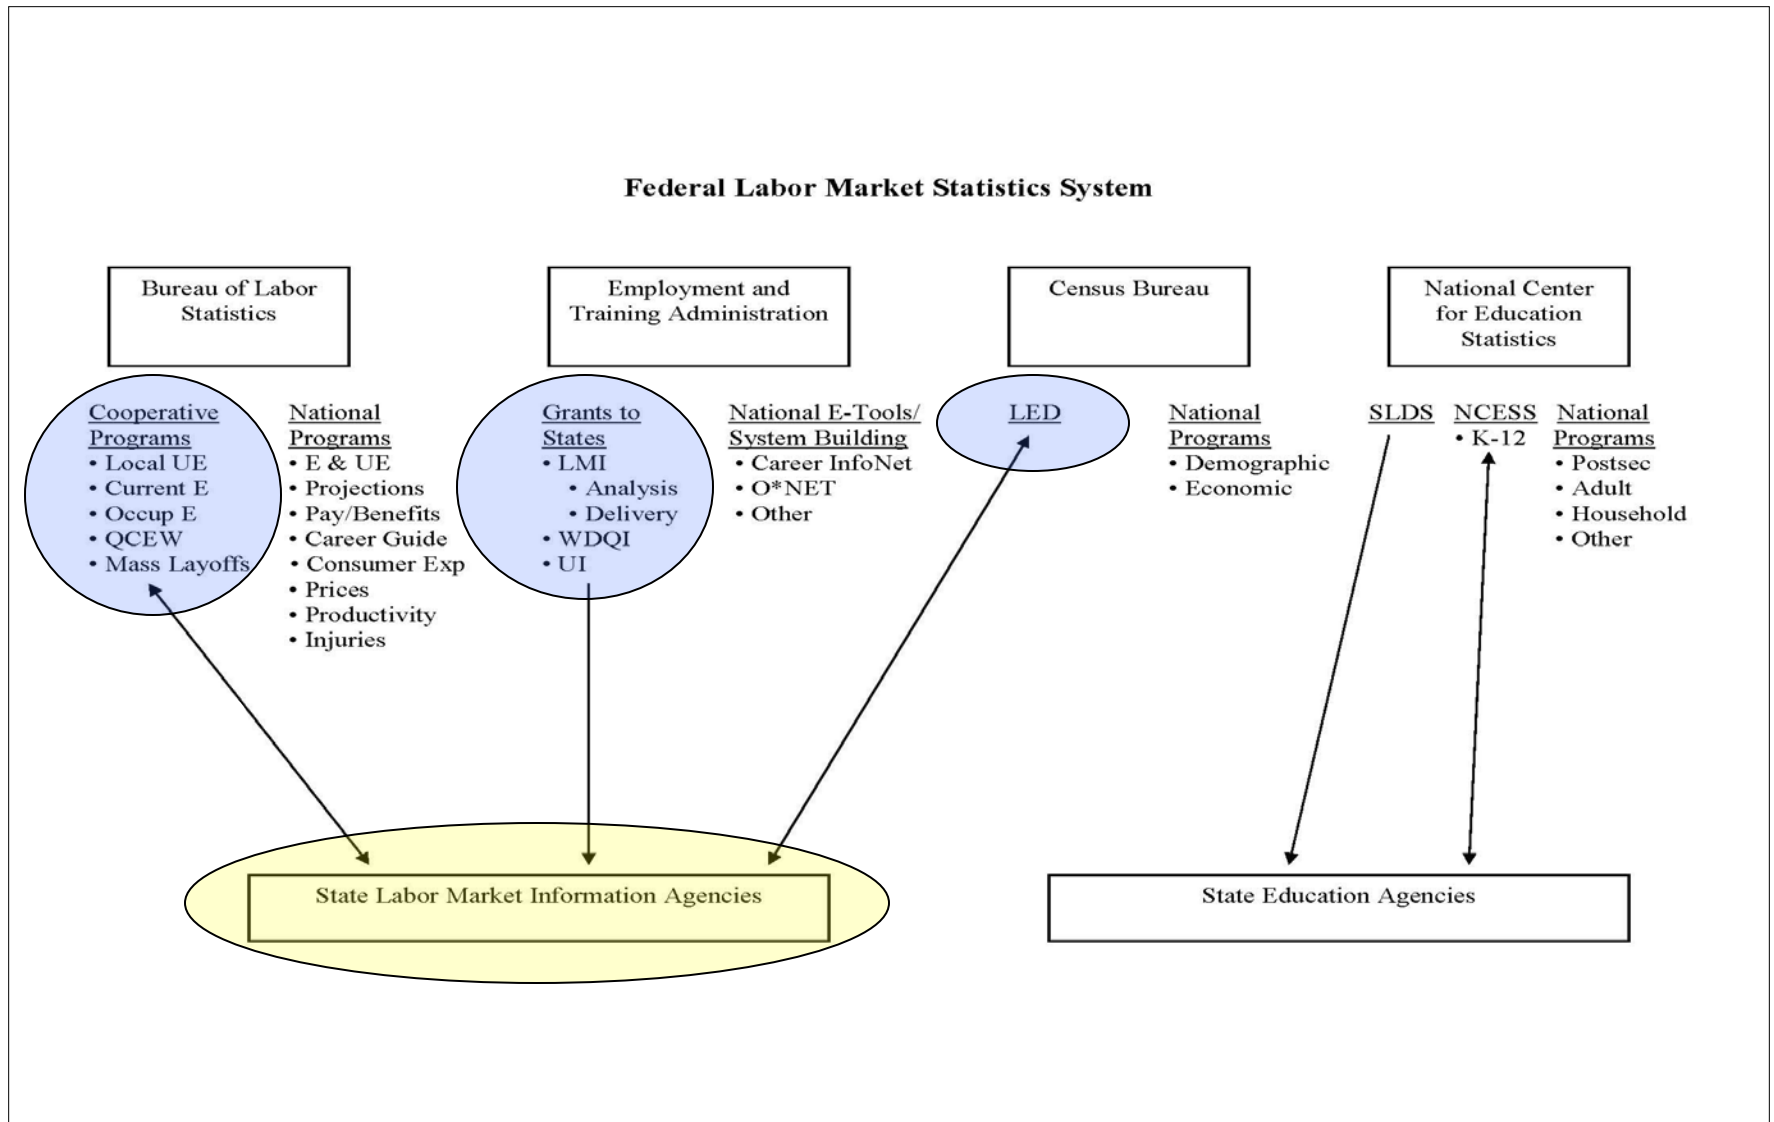 Federal Labor Market Statistics System
Bureau of Labor
Statistics
Employment and
Training Administration
Census Bureau
National Center
for Education
Statistics
Cooperative
Programs
• Local UE
• Current E
• Occup E
• QCEW
• Mass Layoffs
National
Programs
• E & UE
• Projections
• Pay/Benefits
• Career Guide
• Consumer Exp
• Prices
• Productivity
• Injuries
Grants to
States
• LMI
• Analysis
• Delivery
• WDQI
• UI
National E-Tools/
System Building
• Career InfoNet
• O*NET
• Other
LED
National
Programs
• Demographic
• Economic
SLDS
NCESS
• K-12
National
Programs
• Postsec
• Adult
• Household
• Other
State Labor Market Information Agencies
State Education Agencies